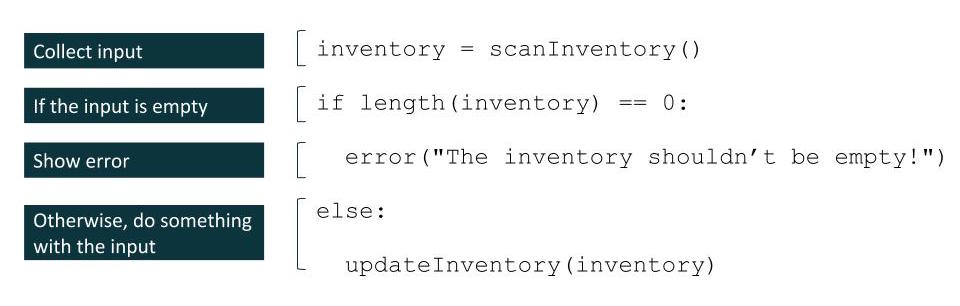 Collect input
inventory = scanInventory()
If the input is empty
if length(inventory) == 0:
Show error
error("The inventory shouldn’t be empty!")
Otherwise, do something
with the input
else:
updateInventory(inventory)